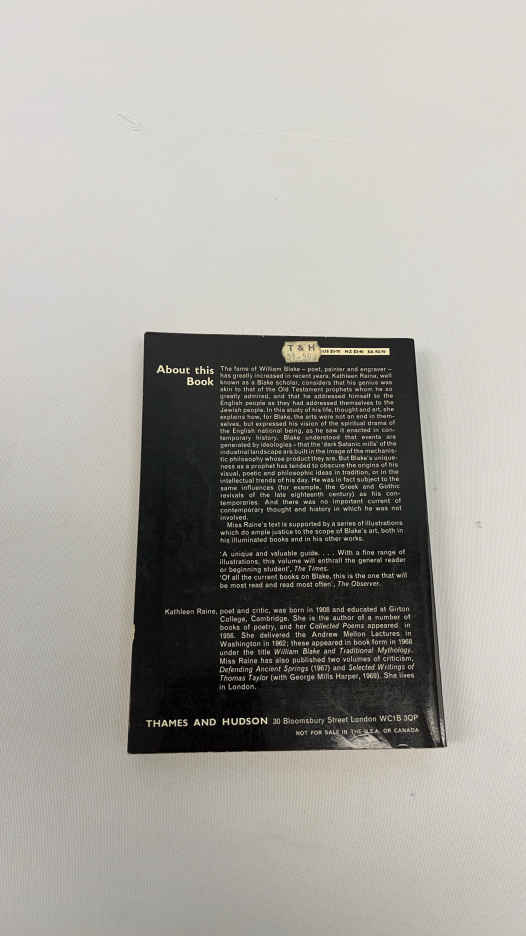 T & H
About this
Book
The fame of William Blake – poet, painter and engraver –
has greatly increased in recent years. Kathleen Raine, well
known as a Blake scholar, considers that his genius was
akin to that of the Old Testament prophets whom he so
greatly admired, and that he addressed himself to the
English people as they had addressed themselves to the
Jewish people. In this study of his life, thought and art, she
explains how, for Blake, the arts were not an end in them-
selves, but expressed his vision of the spiritual drama of
the English national being, as he saw it enacted in con-
temporary history. Blake understood that events are
generated by ideologies – that the 'dark Satanic mills' of the
industrial landscape are built in the image of the mechanis-
tic philosophy whose product they are. But Blake's unique-
ness as a prophet has tended to obscure the origins of his
visual, poetic and philosophic ideas in tradition, or in the
intellectual trends of his day. He was in fact subject to the
same influences (for example, the Greek and Gothic
revivals of the late eighteenth century) as his con-
temporaries. And there was no important current of
contemporary thought and history in which he was not
involved.
Miss Raine's text is supported by a series of illustrations
which do ample justice to the scope of Blake's art, both in
his illuminated books and in his other works.
'A unique and valuable guide. . . . With a fine range of
illustrations, this volume will enthrall the general reader
or beginning student', The Times.
'Of all the current books on Blake, this is the one that will
be most read and read most often', The Observer.
Kathleen Raine, poet and critic, was born in 1908 and educated at Girton
College, Cambridge. She is the author of a number of
books of poetry, and her Collected Poems appeared in
1956. She delivered the Andrew Mellon Lectures in
Washington in 1962; these appeared in book form in 1968
under the title William Blake and Traditional Mythology.
Miss Raine has also published two volumes of criticism,
Defending Ancient Springs (1967) and Selected Writings of
Thomas Taylor (with George Mills Harper, 1969). She lives
in London.
THAMES AND HUDSON 30 Bloomsbury Street London WC1B 3QP
NOT FOR SALE IN THE U.S.A. OR CANADA